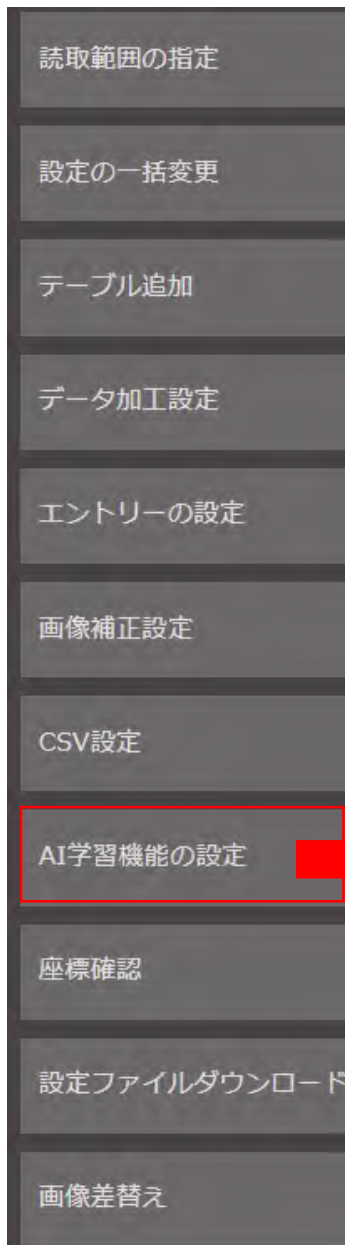 読取範囲の指定
設定の一括変更
テーブル追加
データ加工設定
エントリーの設定
画像補正設定
CSV設定
AI学習機能の設定
座標確認
設定ファイルダウンロード
画像差替え